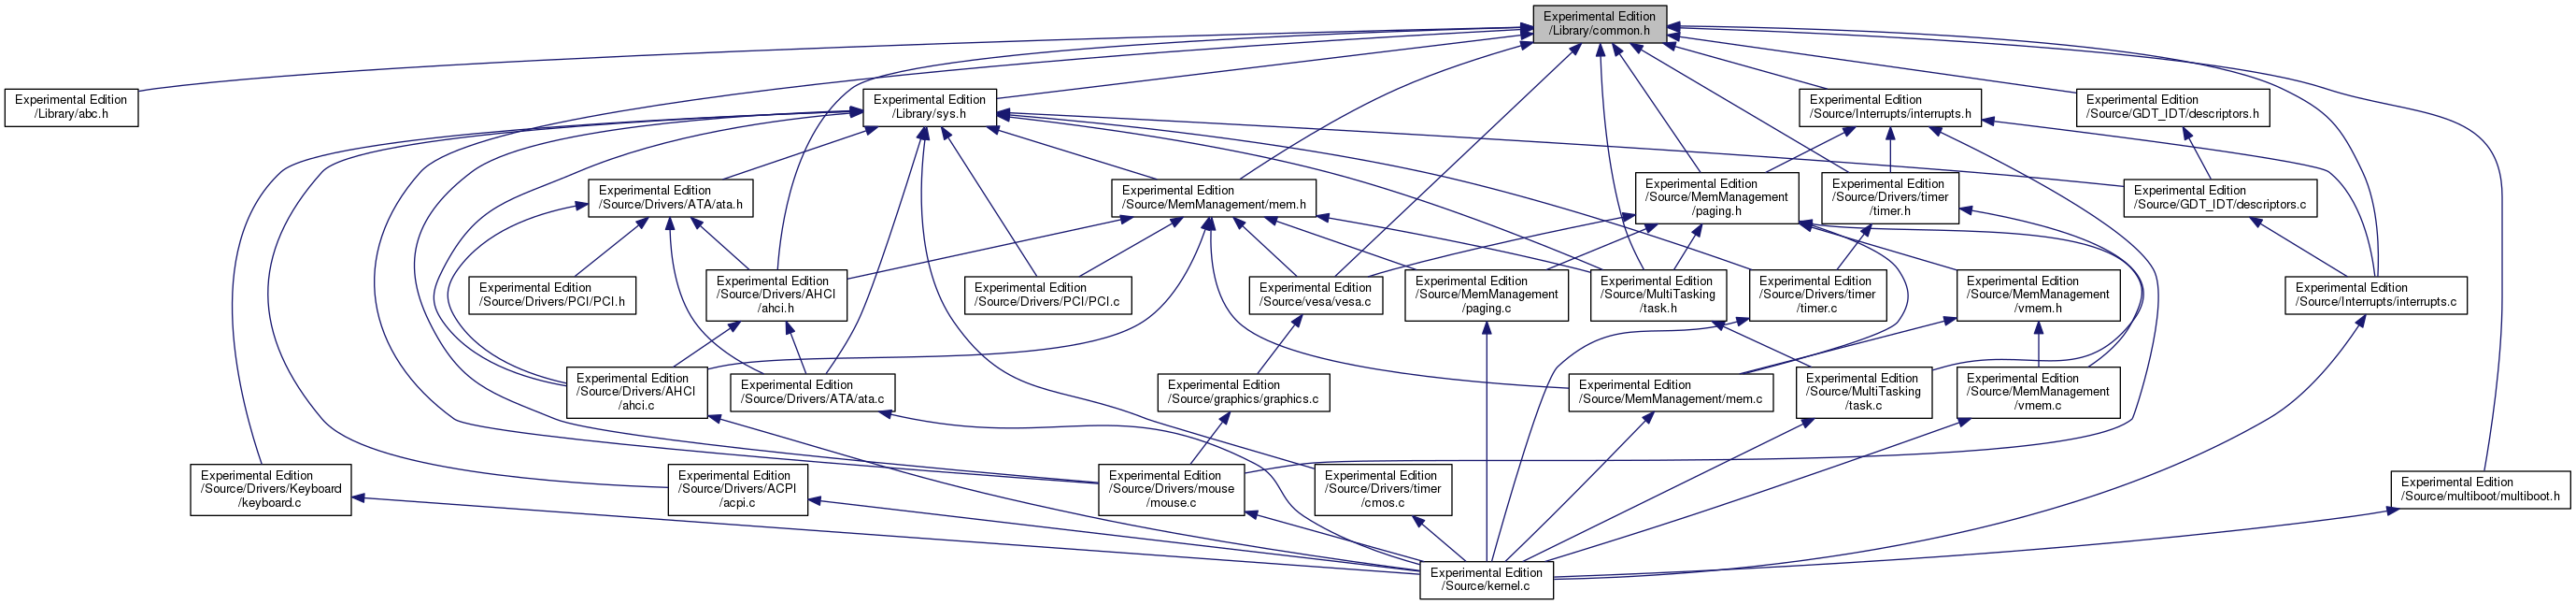 Experimental Edition
/Library/common.h
Experimental Edition
/Library/abc.h
Experimental Edition
/Library/sys.h
Experimental Edition
/Source/Interrupts/interrupts.h
Experimental Edition
/Source/GDT_IDT/descriptors.h
Experimental Edition
/Source/Drivers/ATA/ata.h
Experimental Edition
/Source/MemManagement/mem.h
Experimental Edition
/Source/MemManagement
/paging.h
Experimental Edition
/Source/Drivers/timer
/timer.h
Experimental Edition
/Source/GDT_IDT/descriptors.c
Experimental Edition
/Source/Drivers/PCI/PCI.h
Experimental Edition
/Source/Drivers/AHCI
/ahci.h
Experimental Edition
/Source/Drivers/PCI/PCI.c
Experimental Edition
/Source/vesa/vesa.c
Experimental Edition
/Source/MemManagement
/paging.c
Experimental Edition
/Source/MultiTasking
/task.h
Experimental Edition
/Source/Drivers/timer
/timer.c
Experimental Edition
/Source/MemManagement
/vmem.h
Experimental Edition
/Source/Interrupts/interrupts.c
Experimental Edition
/Source/Drivers/AHCI
/ahci.c
Experimental Edition
/Source/Drivers/ATA/ata.c
Experimental Edition
/Source/graphics/graphics.c
Experimental Edition
/Source/MemManagement/mem.c
Experimental Edition
/Source/MultiTasking
/task.c
Experimental Edition
/Source/MemManagement
/vmem.c
Experimental Edition
/Source/Drivers/Keyboard
/keyboard.c
Experimental Edition
/Source/Drivers/ACPI
/acpi.c
Experimental Edition
/Source/Drivers/mouse
/mouse.c
Experimental Edition
/Source/Drivers/timer
/cmos.c
Experimental Edition
/Source/multiboot/multiboot.h
Experimental Edition
/Source/kernel.c